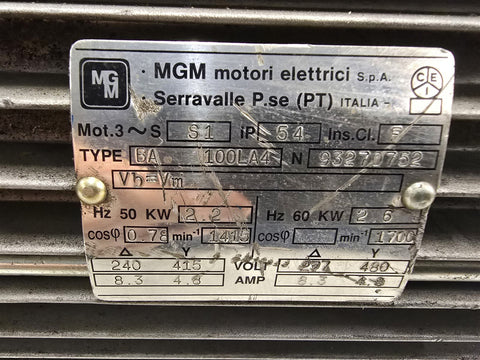 MGM
MGM motori elettrici S.p.A.
Serravalle P.se (PT) ITALIA -
CEI
Mot.3~S S1 iP 54 Ins.Cl. F
TYPE BA 100LA4 N 93270752
Vb=Vm
Hz 50 KW 2.2 Hz 60 KW 2 6
cosφ 0.78 min-1 1415 cosφ min-1 1700
Δ Y Δ Y
240 415 VOLT 277 480
8.3 4.8 AMP 8.3 4.8